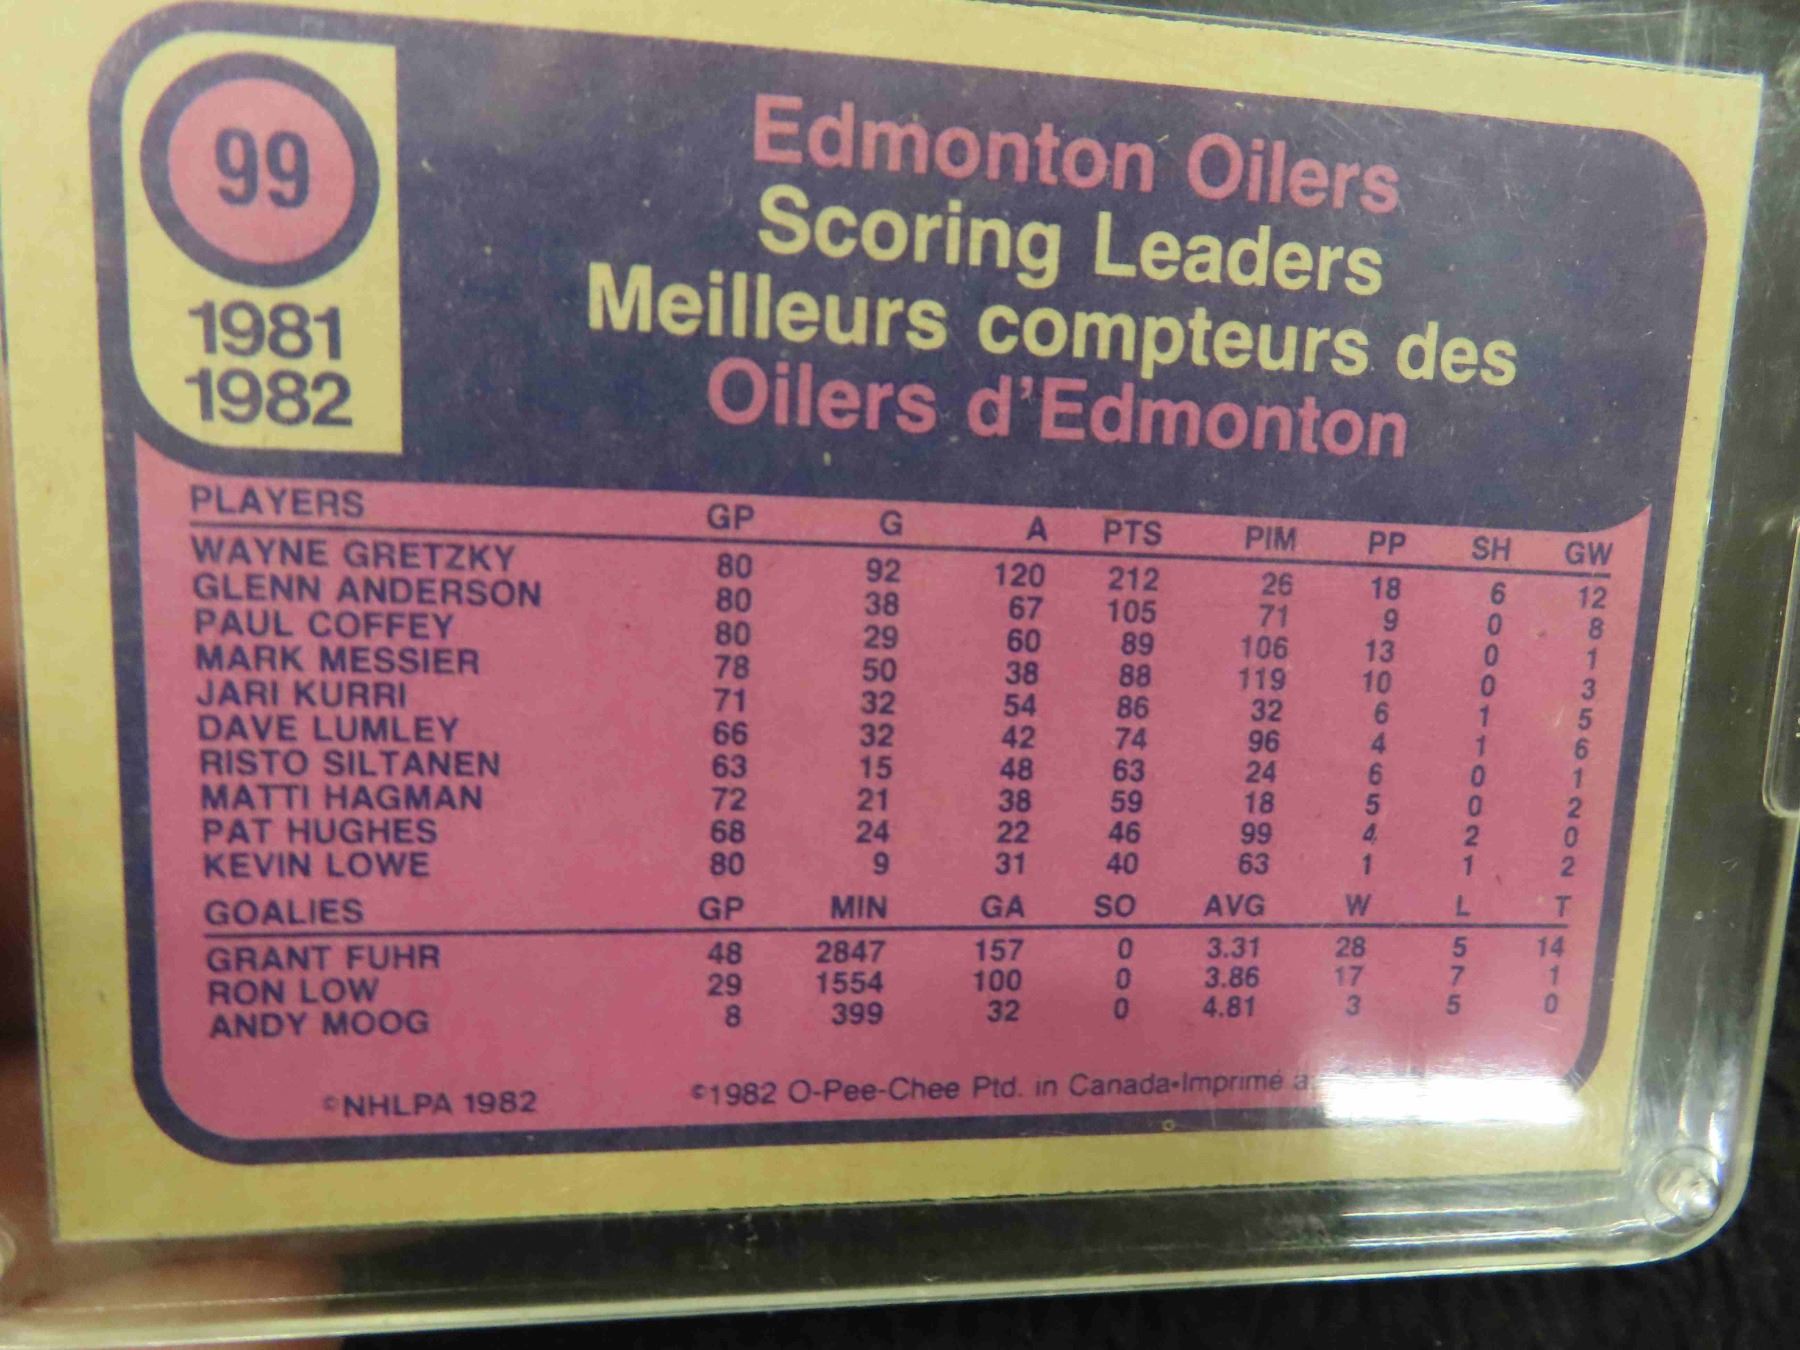 99
1981
1982
Edmonton Oilers
Scoring Leaders
Meilleurs compteurs des
Oilers d'Edmonton
PLAYERS GP G A PTS PIM PP SH GW
WAYNE GRETZKY 80 92 120 212 26 18 6 12
GLENN ANDERSON 80 38 67 105 71 9 0 8
PAUL COFFEY 80 29 60 89 106 13 0 1
MARK MESSIER 78 50 38 88 119 10 0 3
JARI KURRI 71 32 54 86 32 6 1 5
DAVE LUMLEY 66 32 42 74 96 4 1 6
RISTO SILTANEN 63 15 48 63 24 6 0 1
MATTI HAGMAN 72 21 38 59 18 5 0 2
PAT HUGHES 68 24 22 46 99 4 2 0
KEVIN LOWE 80 9 31 40 63 1 1 2
GOALIES GP MIN GA SO AVG W L T
GRANT FUHR 48 2847 157 0 3.31 28 5 14
RON LOW 29 1554 100 0 3.86 17 7 1
ANDY MOOG 8 399 32 0 4.81 3 5 0
©NHLPA 1982 ©1982 O-Pee-Chee Ptd. in Canada•Imprimé